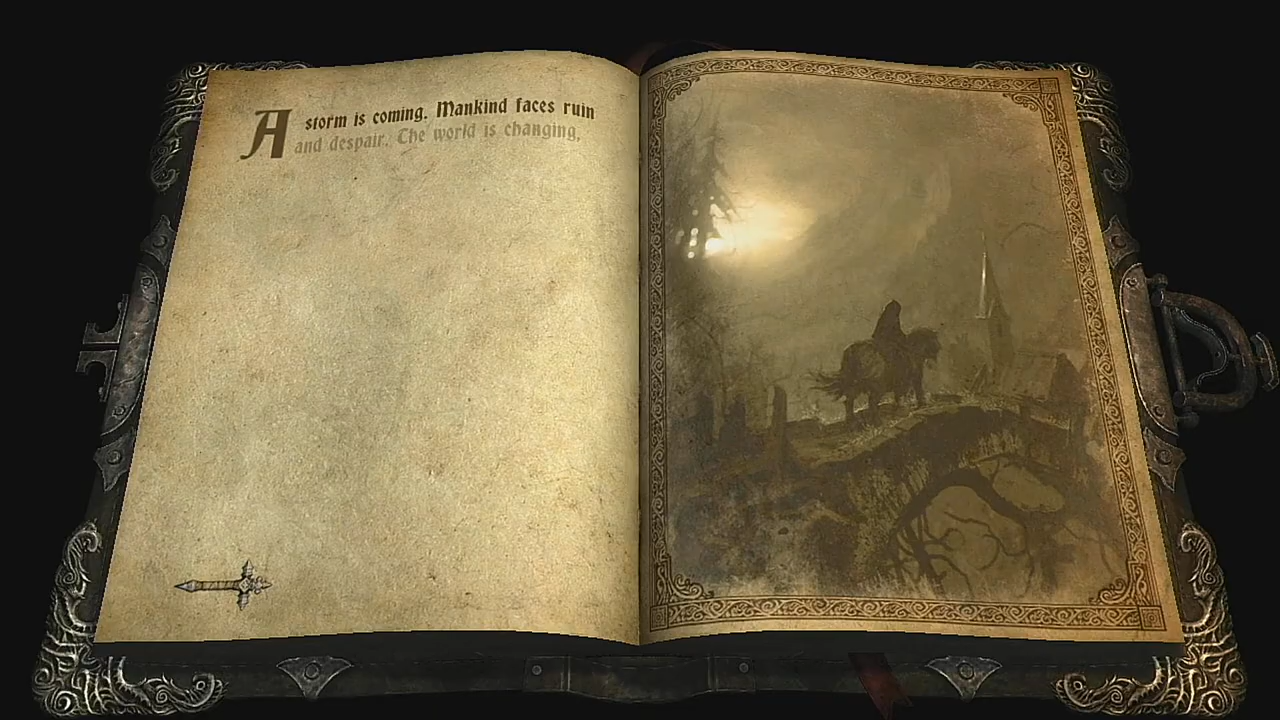 A storm is coming. Mankind faces ruin
and despair. The world is changing,